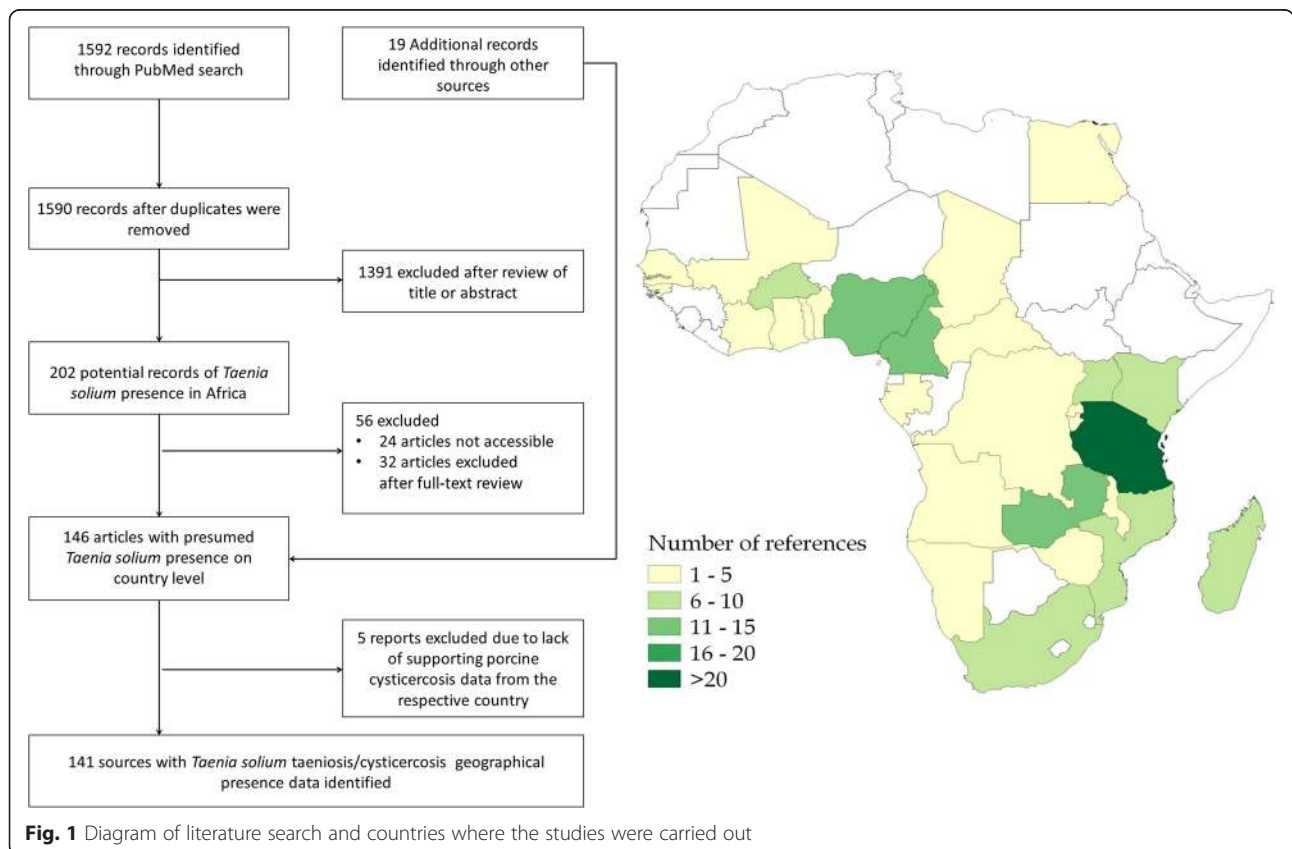 1592 records identified
through PubMed search
19 Additional records
identified through other
sources
1590 records after duplicates were
removed
1391 excluded after review of
title or abstract
202 potential records of Taenia
solium presence in Africa
56 excluded
• 24 articles not accessible
• 32 articles excluded
after full-text review
146 articles with presumed
Taenia solium presence on
country level
5 reports excluded due to lack
of supporting porcine
cysticercosis data from the
respective country
141 sources with Taenia solium taeniosis/cysticercosis geographical
presence data identified
Number of references
1 - 5
6 - 10
11 - 15
16 - 20
>20
Fig. 1 Diagram of literature search and countries where the studies were carried out